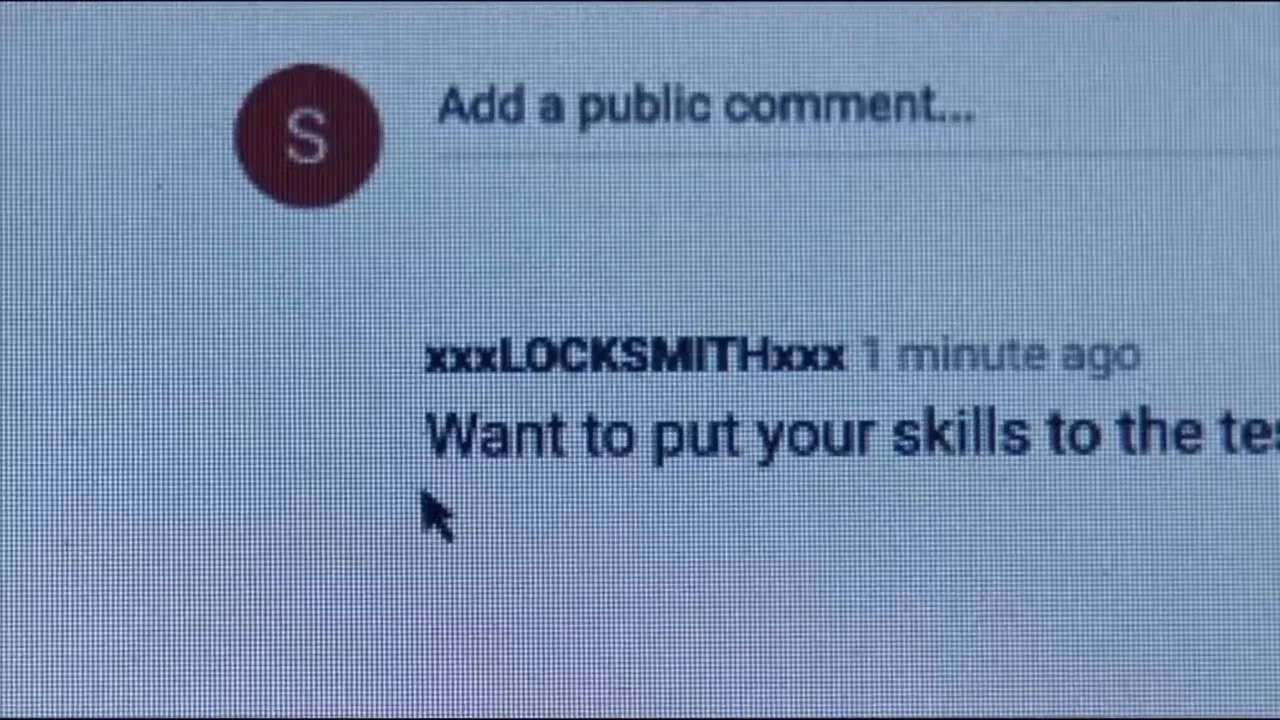 S
Add a public comment...
xxxLOCKSMITHxxx 1 minute ago
Want to put your skills to the